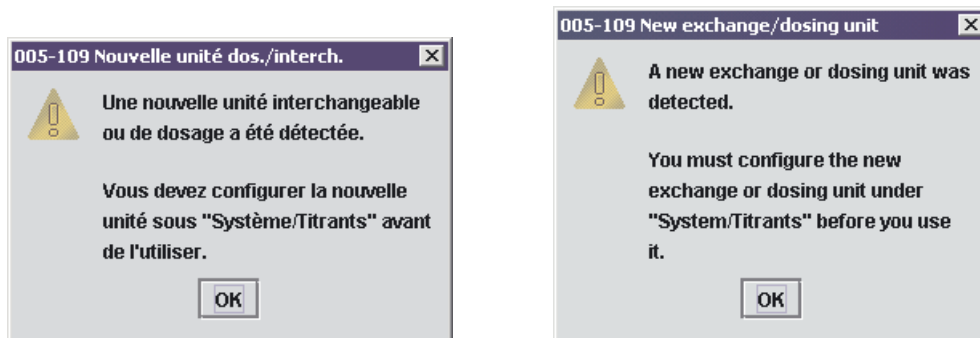 005-109 Nouvelle unité dos./interch.
Une nouvelle unité interchangeable
ou de dosage a été détectée.
Vous devez configurer la nouvelle
unité sous "Système/Titrants" avant
de l'utiliser.
OK
005-109 New exchange/dosing unit
A new exchange or dosing unit was
detected.
You must configure the new
exchange or dosing unit under
"System/Titrants" before you use
it.
OK